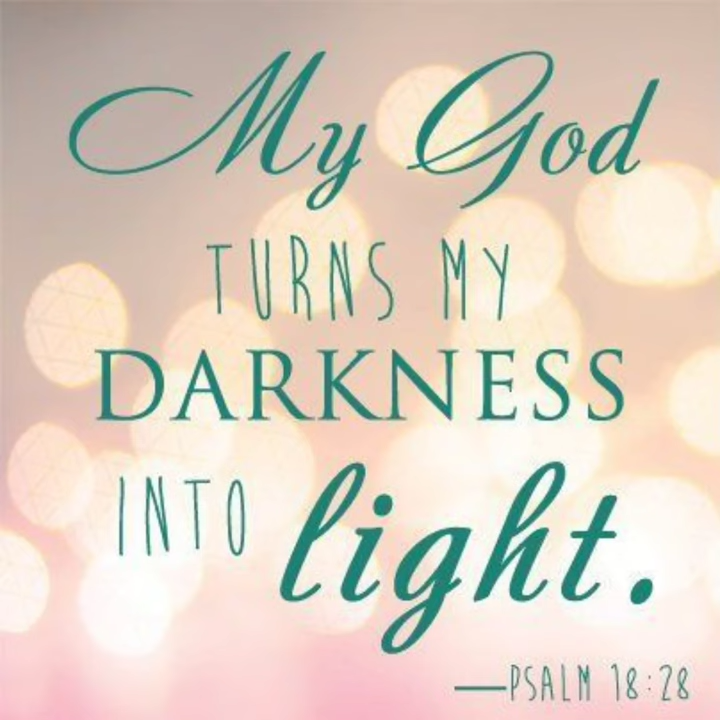 My God
TURNS MY
DARKNESS
INTO light.
—PSALM 18:28